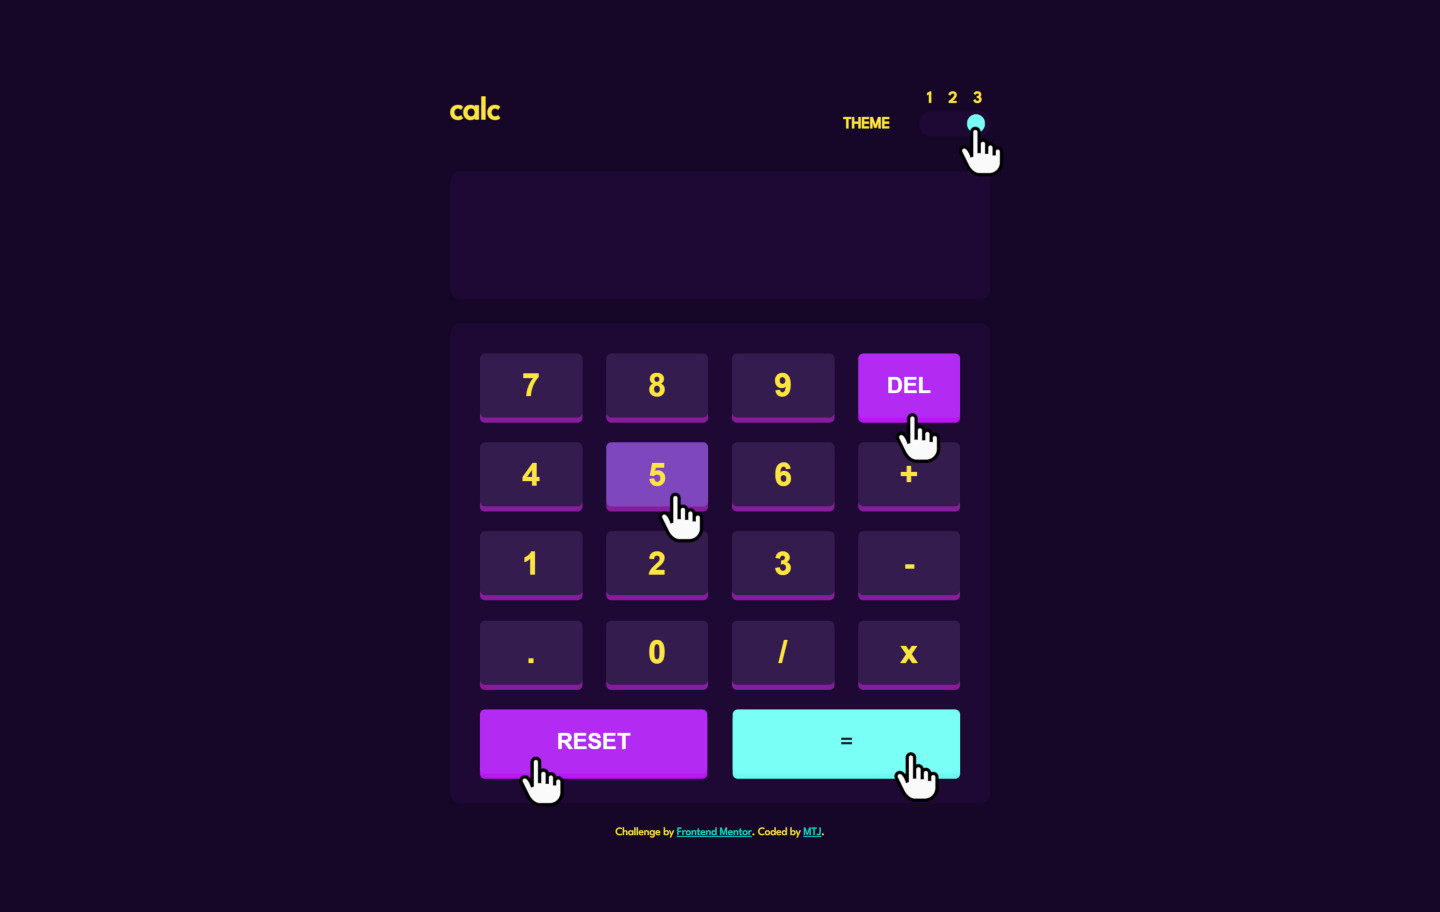 calc
1 2 3
THEME
7 8 9 DEL
4 5 6 +
1 2 3 -
. 0 / x
RESET =
Challenge by Frontend Mentor. Coded by MTJ.